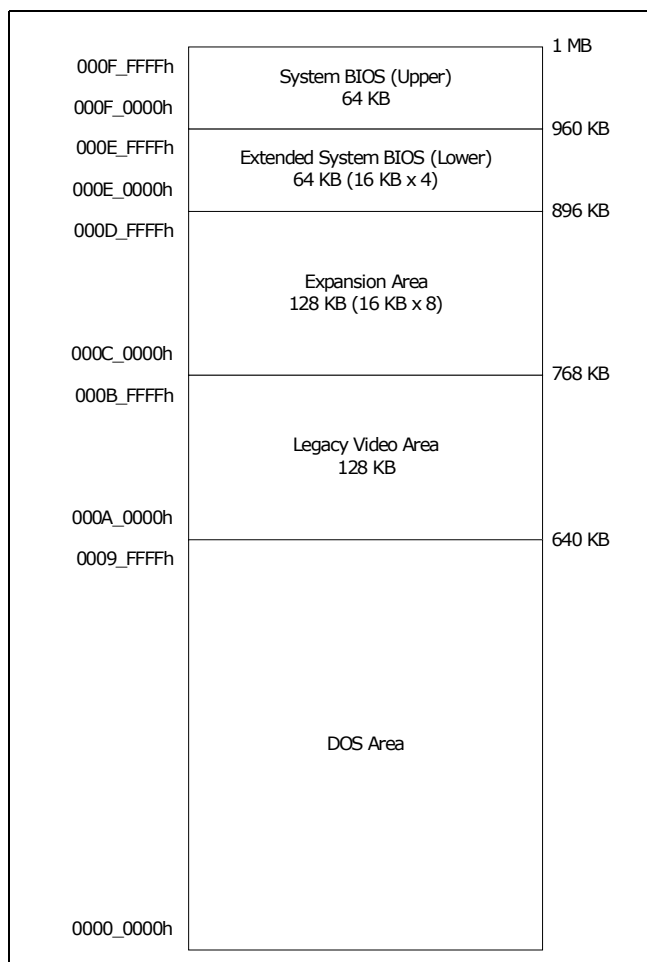 1 MB
000F_FFFFh
System BIOS (Upper)
64 KB
000F_0000h
960 KB
000E_FFFFh
Extended System BIOS (Lower)
64 KB (16 KB x 4)
000E_0000h
896 KB
000D_FFFFh
Expansion Area
128 KB (16 KB x 8)
000C_0000h
768 KB
000B_FFFFh
Legacy Video Area
128 KB
000A_0000h
640 KB
0009_FFFFh
DOS Area
0000_0000h